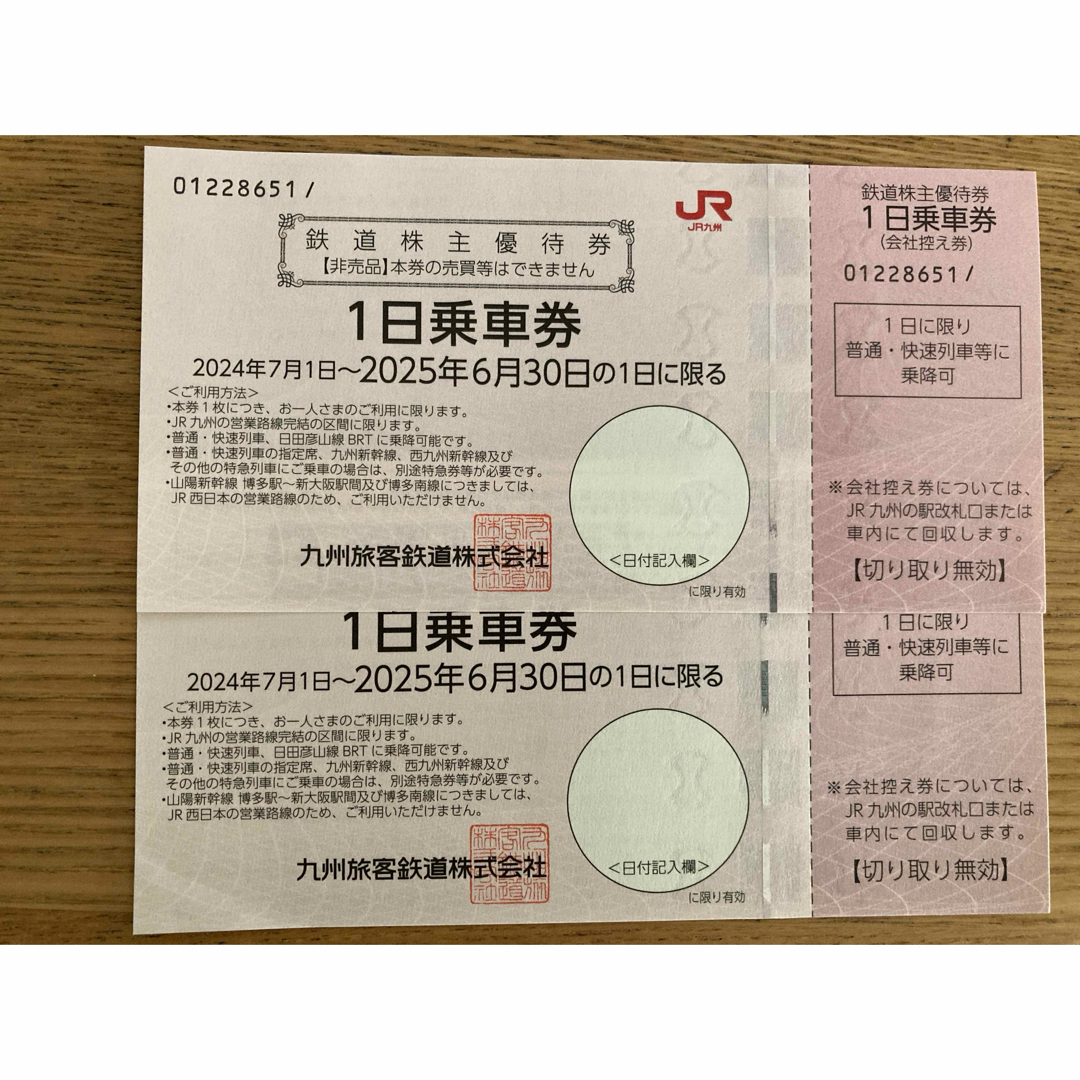 01228651/
JR
JR九州
鉄道株主優待券
【非売品】本券の売買等はできません
1日乗車券
2024年7月1日～2025年6月30日の1日に限る
＜ご利用方法＞
・本券1枚につき、お一人さまのご利用に限ります。
・JR九州の営業路線完結の区間に限ります。
・普通・快速列車、日田彦山線BRTに乗降可能です。
・普通・快速列車の指定席、九州新幹線、西九州新幹線及び
その他の特急列車にご乗車の場合は、別途特急券等が必要です。
・山陽新幹線 博多駅～新大阪駅間及び博多南線につきましては、
JR西日本の営業路線のため、ご利用いただけません。
九州旅客鉄道株式会社
＜日付記入欄＞
に限り有効
鉄道株主優待券
1日乗車券
(会社控え券)
01228651/
1日に限り
普通・快速列車等に
乗降可
※会社控え券については、
JR九州の駅改札口または
車内にて回収します。
【切り取り無効】
1日乗車券
2024年7月1日～2025年6月30日の1日に限る
＜ご利用方法＞
・本券1枚につき、お一人さまのご利用に限ります。
・JR九州の営業路線完結の区間に限ります。
・普通・快速列車、日田彦山線BRTに乗降可能です。
・普通・快速列車の指定席、九州新幹線、西九州新幹線及び
その他の特急列車にご乗車の場合は、別途特急券等が必要です。
・山陽新幹線 博多駅～新大阪駅間及び博多南線につきましては、
JR西日本の営業路線のため、ご利用いただけません。
九州旅客鉄道株式会社
＜日付記入欄＞
に限り有効
1日に限り
普通・快速列車等に
乗降可
※会社控え券については、
JR九州の駅改札口または
車内にて回収します。
【切り取り無効】